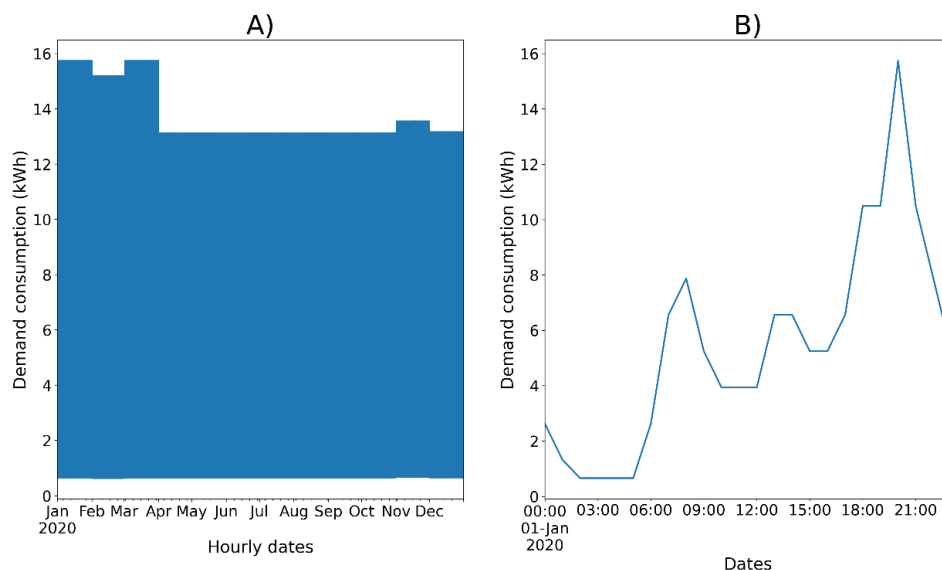 A)
Demand consumption (kWh)
16
14
12
10
8
6
4
2
0
Jan Feb Mar Apr May Jun Jul Aug Sep Oct Nov Dec
2020
Hourly dates
B)
Demand consumption (kWh)
16
14
12
10
8
6
4
2
0
00:00 03:00 06:00 09:00 12:00 15:00 18:00 21:00
01-Jan
2020
Dates